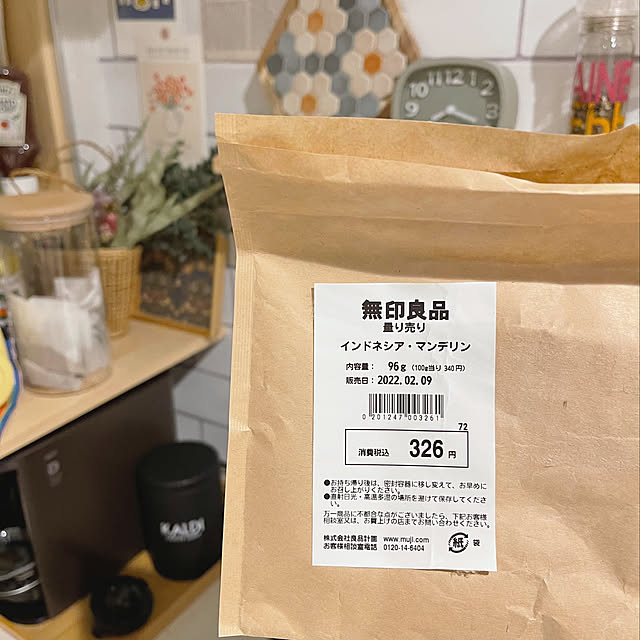 無印良品
量り売り
インドネシア・マンデリン
内容量： 96g （100g当り 340円）
販売日：2022.02.09
0 201247 003261
72
消費税込 326 円
●お持ち帰り後は、密封容器に移し変えて、お早めに
お召し上がりください。
●直射日光・高温多湿の場所を避けて保存してくださ
い。
万一商品に不都合な点がございましたら、下記お客様
相談室又は、お買上げの店までお問い合わせください。
株式会社良品計画 www.muji.com
お客様相談室電話 0120-14-6404
紙 袋
KALDI